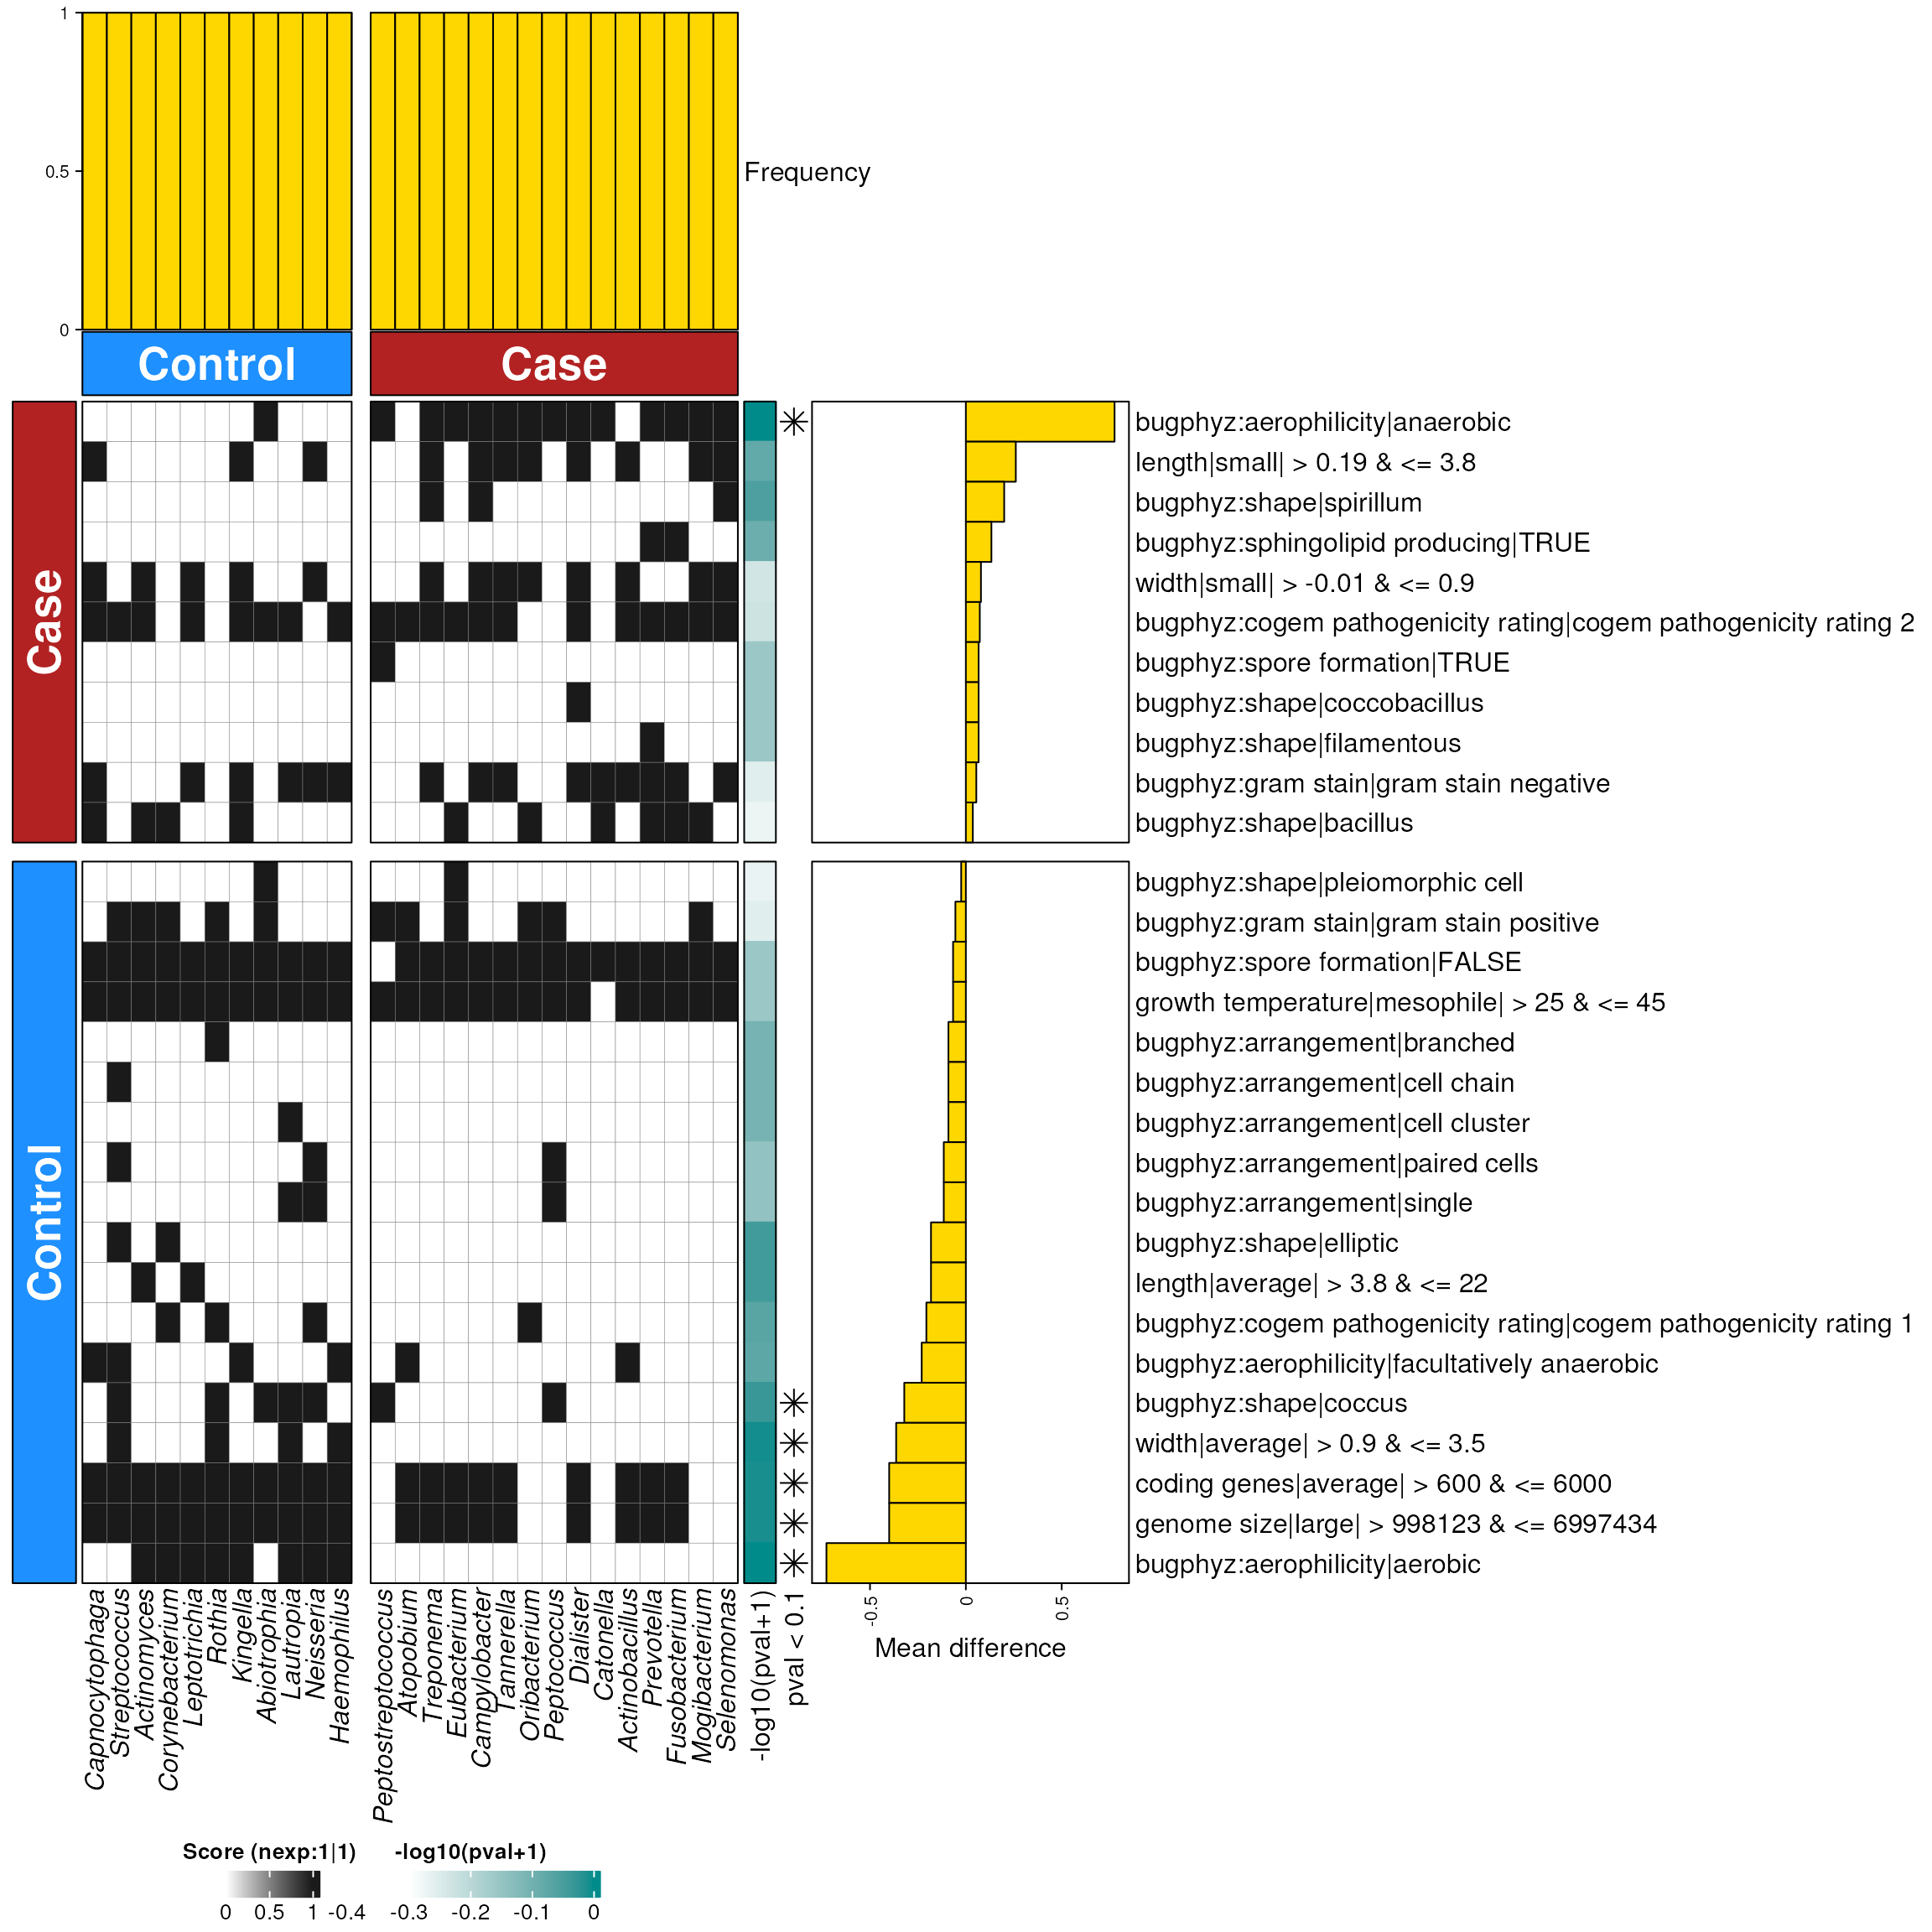 1
0.5
0
Frequency
Control
Case
Case
bugphyz:aerophilicity|anaerobic
length|small| > 0.19 & <= 3.8
bugphyz:shape|spirillum
bugphyz:sphingolipid producing|TRUE
width|small| > -0.01 & <= 0.9
bugphyz:cogem pathogenicity rating|cogem pathogenicity rating 2
bugphyz:spore formation|TRUE
bugphyz:shape|coccobacillus
bugphyz:shape|filamentous
bugphyz:gram stain|gram stain negative
bugphyz:shape|bacillus
Control
bugphyz:shape|pleiomorphic cell
bugphyz:gram stain|gram stain positive
bugphyz:spore formation|FALSE
growth temperature|mesophile| > 25 & <= 45
bugphyz:arrangement|branched
bugphyz:arrangement|cell chain
bugphyz:arrangement|cell cluster
bugphyz:arrangement|paired cells
bugphyz:arrangement|single
bugphyz:shape|elliptic
length|average| > 3.8 & <= 22
bugphyz:cogem pathogenicity rating|cogem pathogenicity rating 1
bugphyz:aerophilicity|facultatively anaerobic
bugphyz:shape|coccus
width|average| > 0.9 & <= 3.5
coding genes|average| > 600 & <= 6000
genome size|large| > 998123 & <= 6997434
bugphyz:aerophilicity|aerobic
Capnocytophaga
Streptococcus
Actinomyces
Corynebacterium
Leptotrichia
Rothia
Kingella
Abiotrophia
Lautropia
Neisseria
Haemophilus
Peptostreptococcus
Atopobium
Treponema
Eubacterium
Campylobacter
Tannerella
Oribacterium
Peptococcus
Dialister
Catonella
Actinobacillus
Prevotella
Fusobacterium
Mogibacterium
Selenomonas
-log10(pval+1)
pval < 0.1
-0.5
0
0.5
Mean difference
Score (nexp:1|1)
0 0.5 1
-log10(pval+1)
-0.4 -0.3 -0.2 -0.1 0